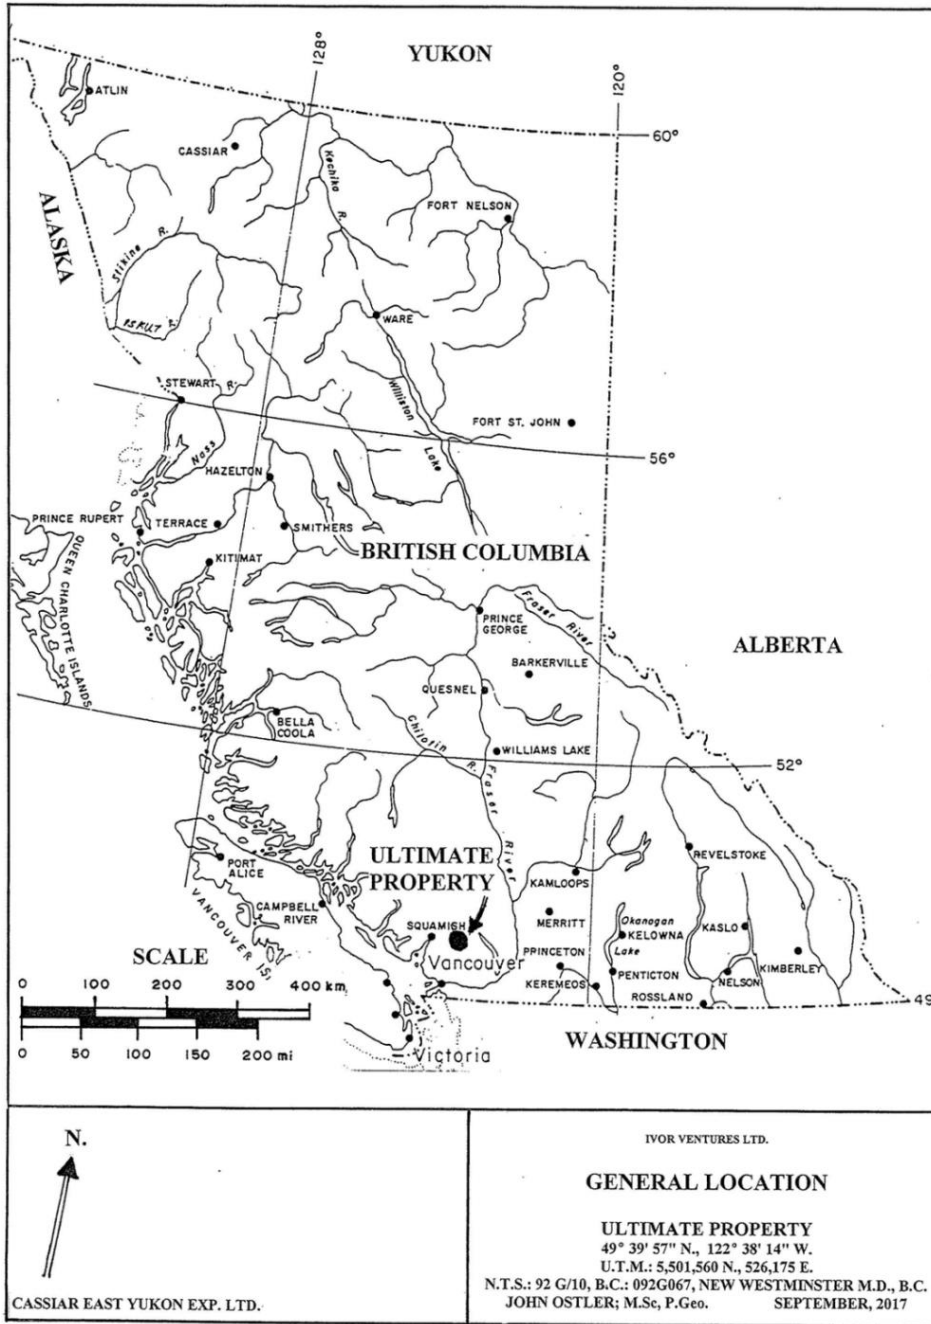 YUKON
128°
120°
ATLIN
60°
CASSIAR
Kechika
R.
FORT NELSON
ALASKA
Stikine R.
ISKUT R.
WARE
STEWART
R.
Williston
Lake
FORT ST. JOHN
Nass
56°
HAZELTON
PRINCE RUPERT
TERRACE
SMITHERS
BRITISH COLUMBIA
KITIMAT
QUEEN CHARLOTTE ISLANDS
PRINCE
GEORGE
Fraser River
ALBERTA
BARKERVILLE
QUESNEL
BELLA
COOLA
Chilotin
R.
WILLIAMS LAKE
52°
Fraser
River
ULTIMATE
PROPERTY
PORT
ALICE
REVELSTOKE
KAMLOOPS
VANCOUVER IS.
CAMPBELL
RIVER
MERRITT
SQUAMISH
Okanogan
KELOWNA
Lake
KASLO
Vancouver
PRINCETON
KIMBERLEY
PENTICTON
NELSON
KEREMEOS
ROSSLAND
49
SCALE
0 100 200 300 400 km
0 50 100 150 200 mi
WASHINGTON
Victoria
N.
CASSIAR EAST YUKON EXP. LTD.
IVOR VENTURES LTD.
GENERAL LOCATION
ULTIMATE PROPERTY
49° 39' 57" N., 122° 38' 14" W.
U.T.M.: 5,501,560 N., 526,175 E.
N.T.S.: 92 G/10, B.C.: 092G067, NEW WESTMINSTER M.D., B.C.
JOHN OSTLER; M.Sc, P.Geo. SEPTEMBER, 2017